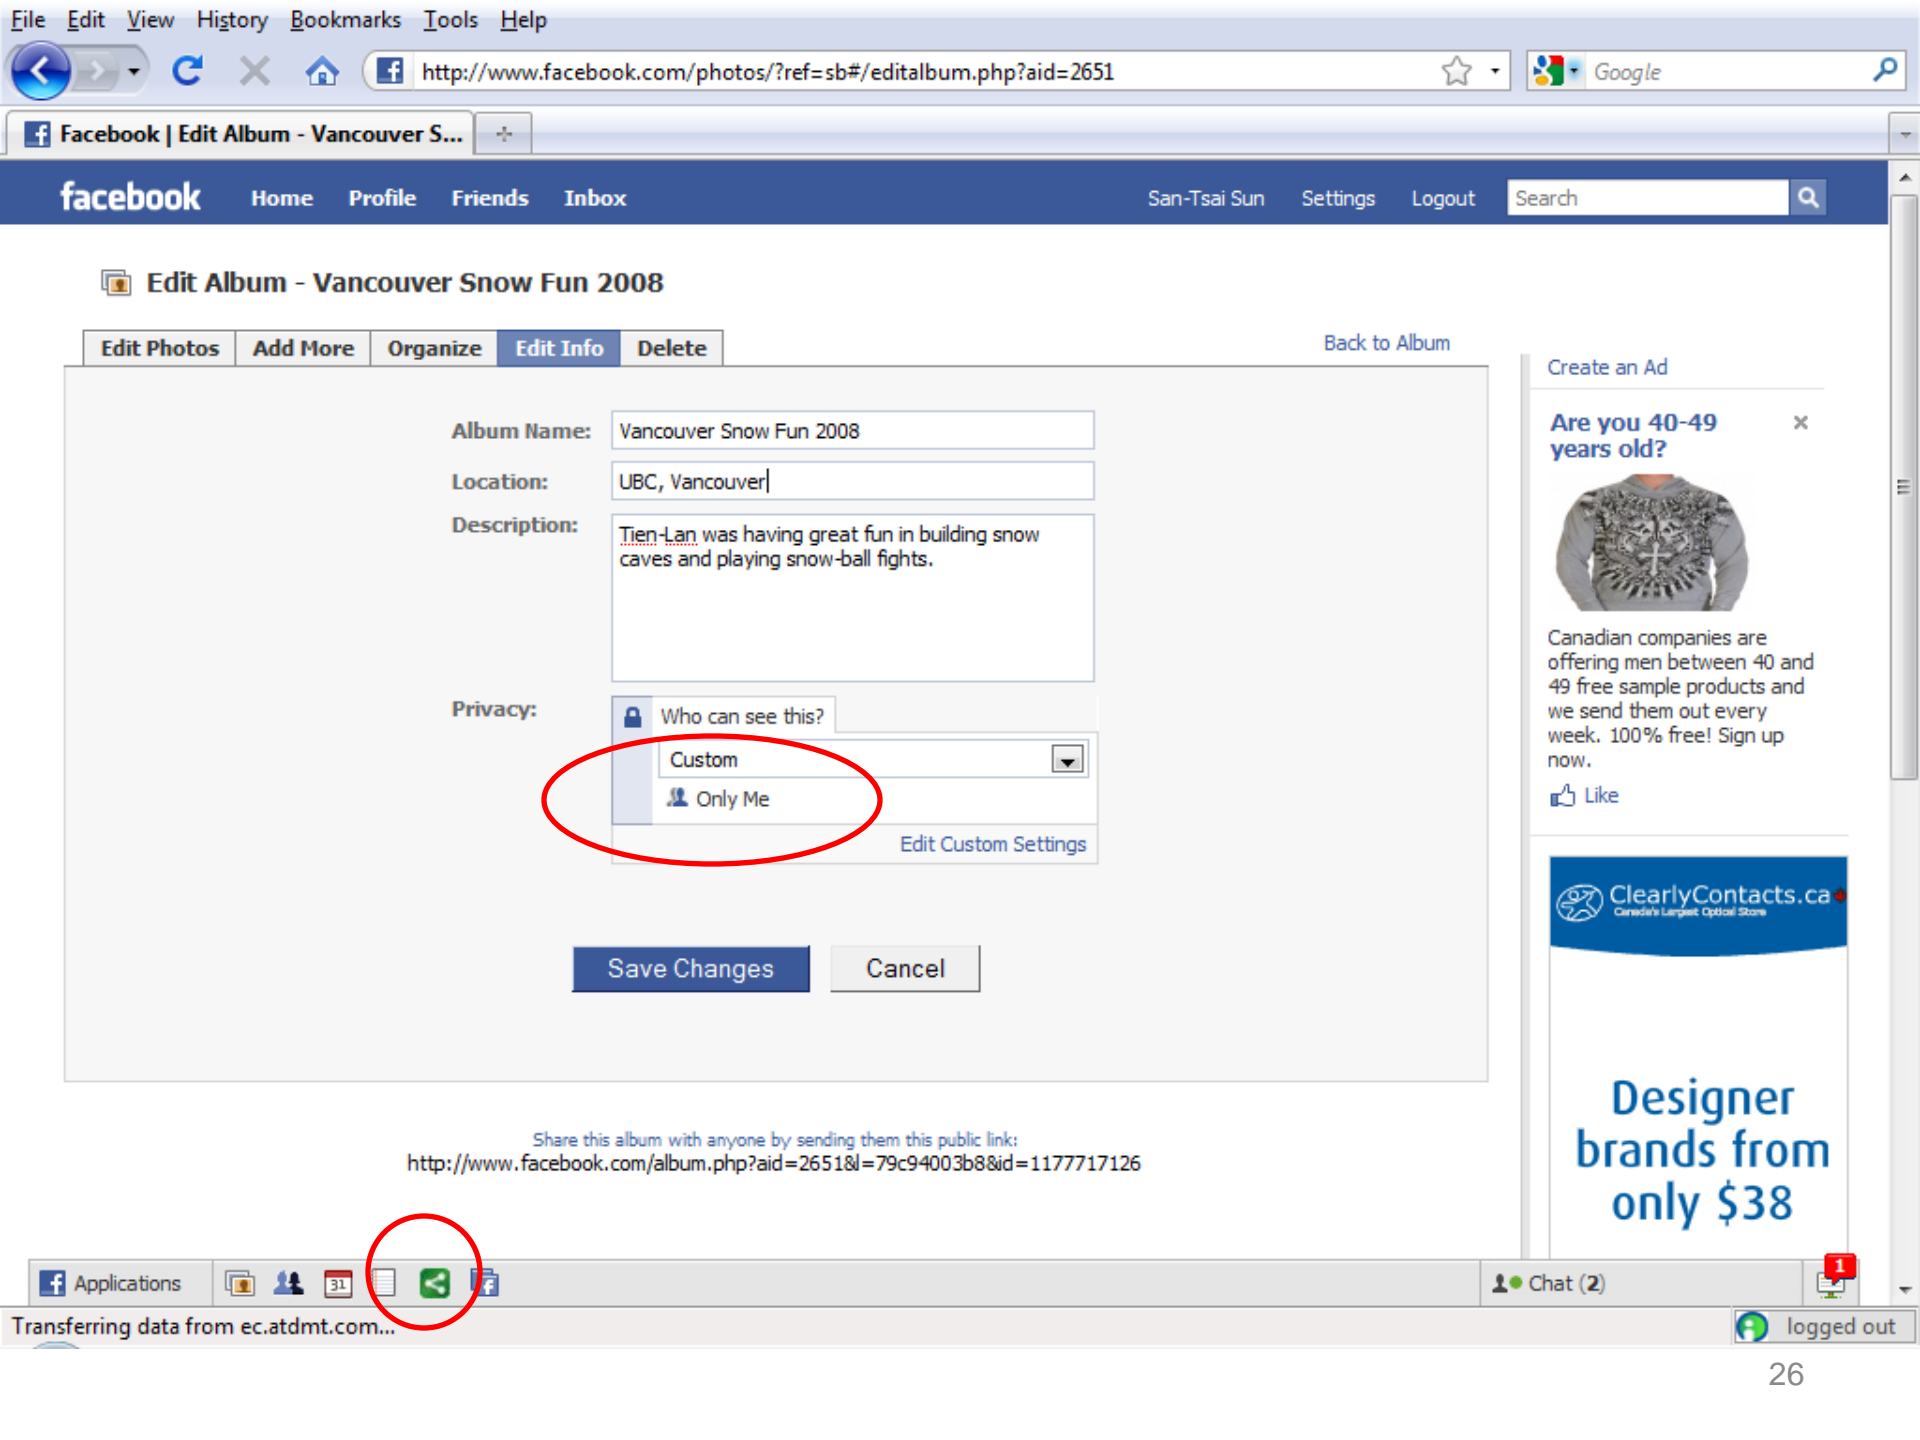 File Edit View History Bookmarks Tools Help
http://www.facebook.com/photos/?ref=sb#/editalbum.php?aid=2651
Google
Facebook | Edit Album - Vancouver S...
facebook Home Profile Friends Inbox San-Tsai Sun Settings Logout Search
Edit Album - Vancouver Snow Fun 2008
Edit Photos Add More Organize Edit Info Delete
Back to Album
Album Name: Vancouver Snow Fun 2008
Location: UBC, Vancouver
Description: Tien-Lan was having great fun in building snow
caves and playing snow-ball fights.
Privacy: Who can see this?
Custom
Only Me
Edit Custom Settings
Save Changes Cancel
Share this album with anyone by sending them this public link:
http://www.facebook.com/album.php?aid=2651&l=79c94003b8&id=1177717126
Create an Ad
Are you 40-49
years old?
Canadian companies are
offering men between 40 and
49 free sample products and
we send them out every
week. 100% free! Sign up
now.
Like
ClearlyContacts.ca
Canada's Largest Optical Store
Designer
brands from
only $38
Applications 31 Chat (2) 1
Transferring data from ec.atdmt.com... logged out
26